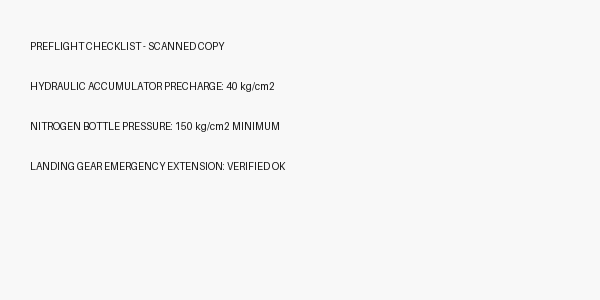 PREFLIGHT CHECKLIST - SCANNED COPY
HYDRAULIC ACCUMULATOR PRECHARGE: 40 kg/cm2
NITROGEN BOTTLE PRESSURE: 150 kg/cm2 MINIMUM
LANDING GEAR EMERGENCY EXTENSION: VERIFIED OK